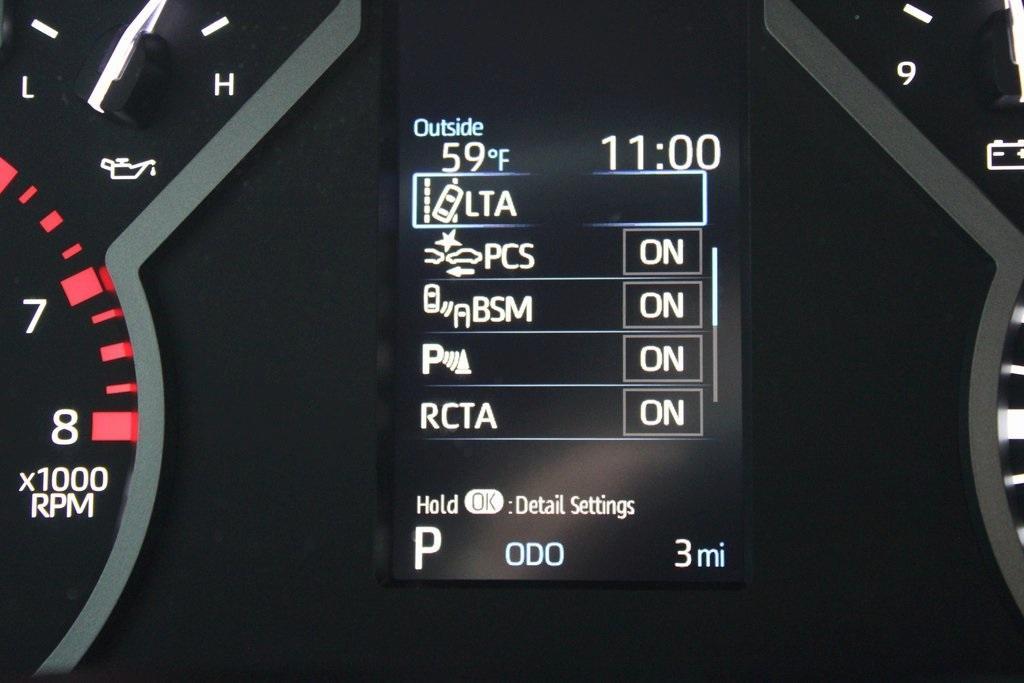 L
H
9
Outside
59°F 11:00
LTA
PCS ON
BSM ON
P ON
RCTA ON
Hold OK : Detail Settings
P ODO 3 mi
7
8
x1000
RPM